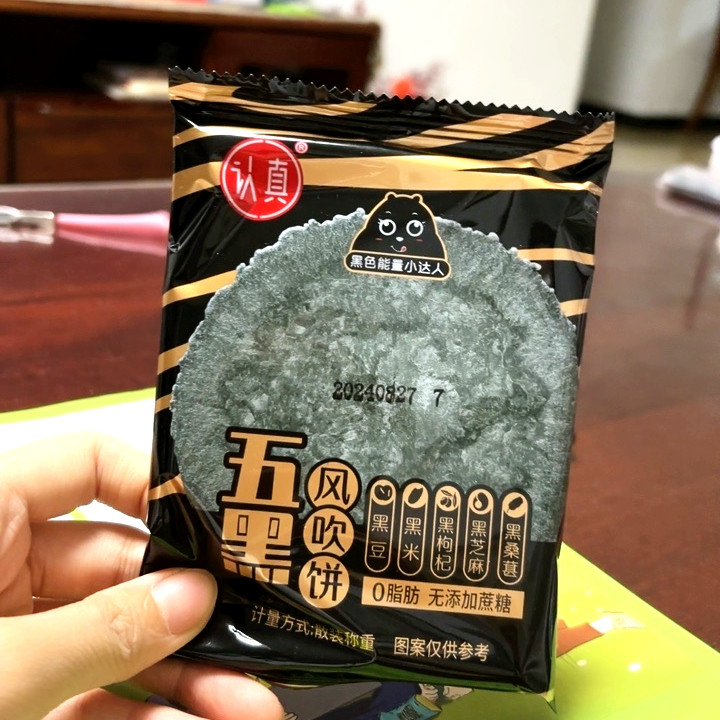 认真®
黑色能量小达人
20240827 7
五黑
风吹饼
黑豆
黑米
黑枸杞
黑芝麻
黑桑葚
0脂肪 无添加蔗糖
计量方式:散装称重
图案仅供参考